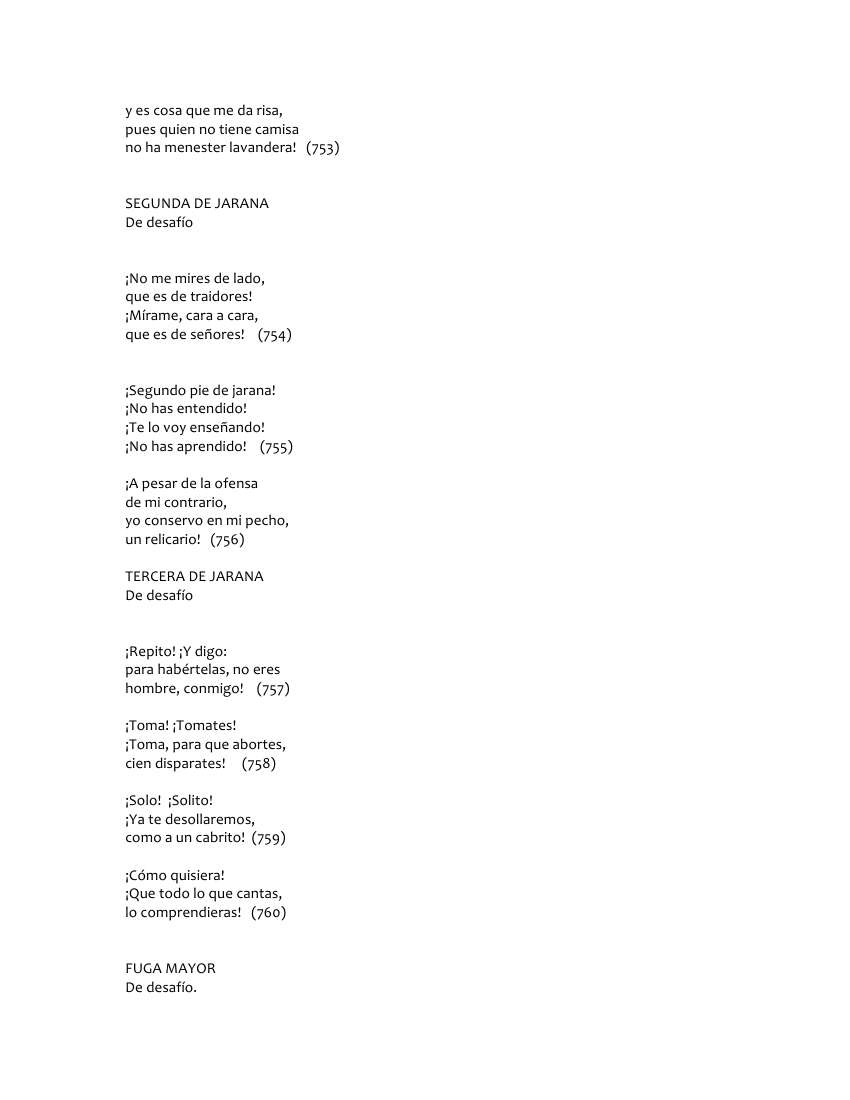 y es cosa que me da risa,
pues quien no tiene camisa
no ha menester lavandera! (753)
SEGUNDA DE JARANA
De desafío
¡No me mires de lado,
que es de traidores!
¡Mírame, cara a cara,
que es de señores! (754)
¡Segundo pie de jarana!
¡No has entendido!
¡Te lo voy enseñando!
¡No has aprendido! (755)
¡A pesar de la ofensa
de mi contrario,
yo conservo en mi pecho,
un relicario! (756)
TERCERA DE JARANA
De desafío
¡Repito! ¡Y digo:
para habértelas, no eres
hombre, conmigo! (757)
¡Toma! ¡Tomates!
¡Toma, para que abortes,
cien disparates! (758)
¡Solo! ¡Solito!
¡Ya te desollaremos,
como a un cabrito! (759)
¡Cómo quisiera!
¡Que todo lo que cantas,
lo comprendieras! (760)
FUGA MAYOR
De desafío.